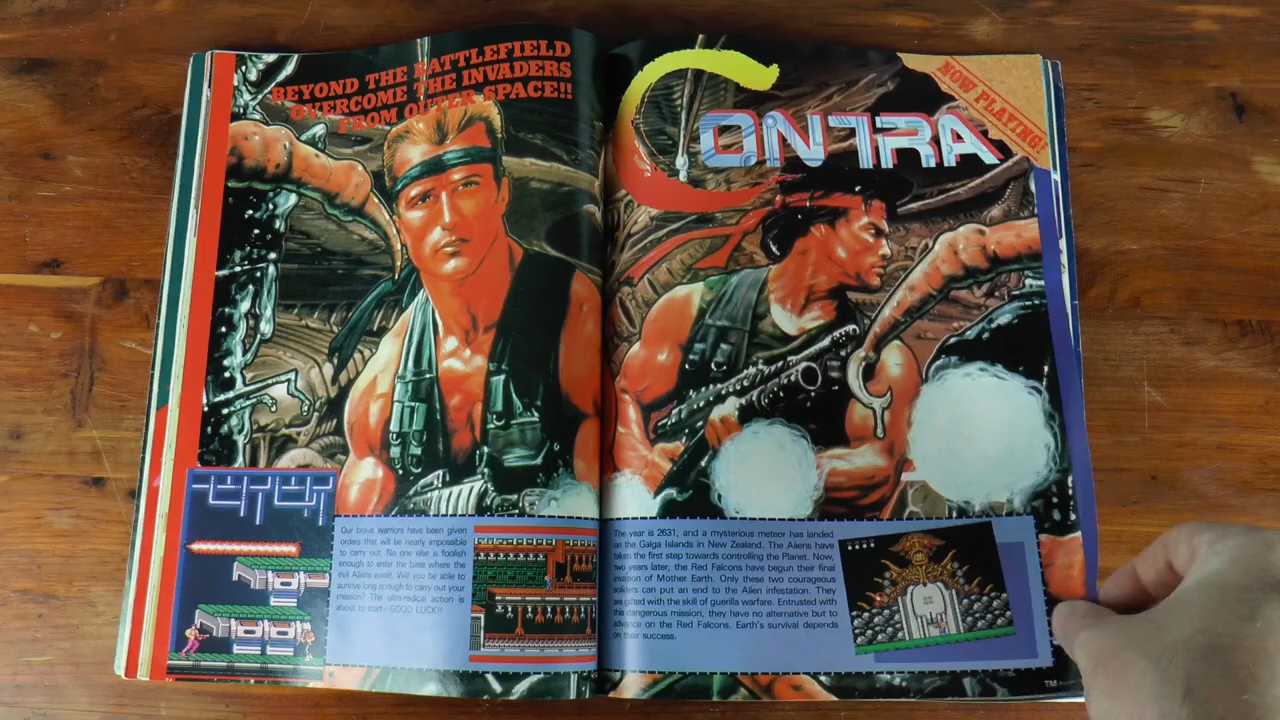 BEYOND THE BATTLEFIELD
OVERCOME THE INVADERS
FROM OUTER SPACE!!
CONTRA
NOW PLAYING!
Our brave warriors have been given
orders that will be nearly impossible
to carry out. No one else is foolish
enough to enter the base where the
evil Aliens await. Will you be able to
survive long enough to carry out your
mission? The ultra-radical action is
about to start—GOOD LUCK!!
The year is 2631, and a mysterious meteor has landed
on the Galga Islands in New Zealand. The Aliens have
taken the first step towards controlling the Planet. Now,
two years later, the Red Falcons have begun their final
invasion of Mother Earth. Only these two courageous
soldiers can put an end to the Alien infestation. They
are gifted with the skill of guerilla warfare. Entrusted with
this dangerous mission, they have no alternative but to
advance on the Red Falcons. Earth's survival depends
on their success.
TM